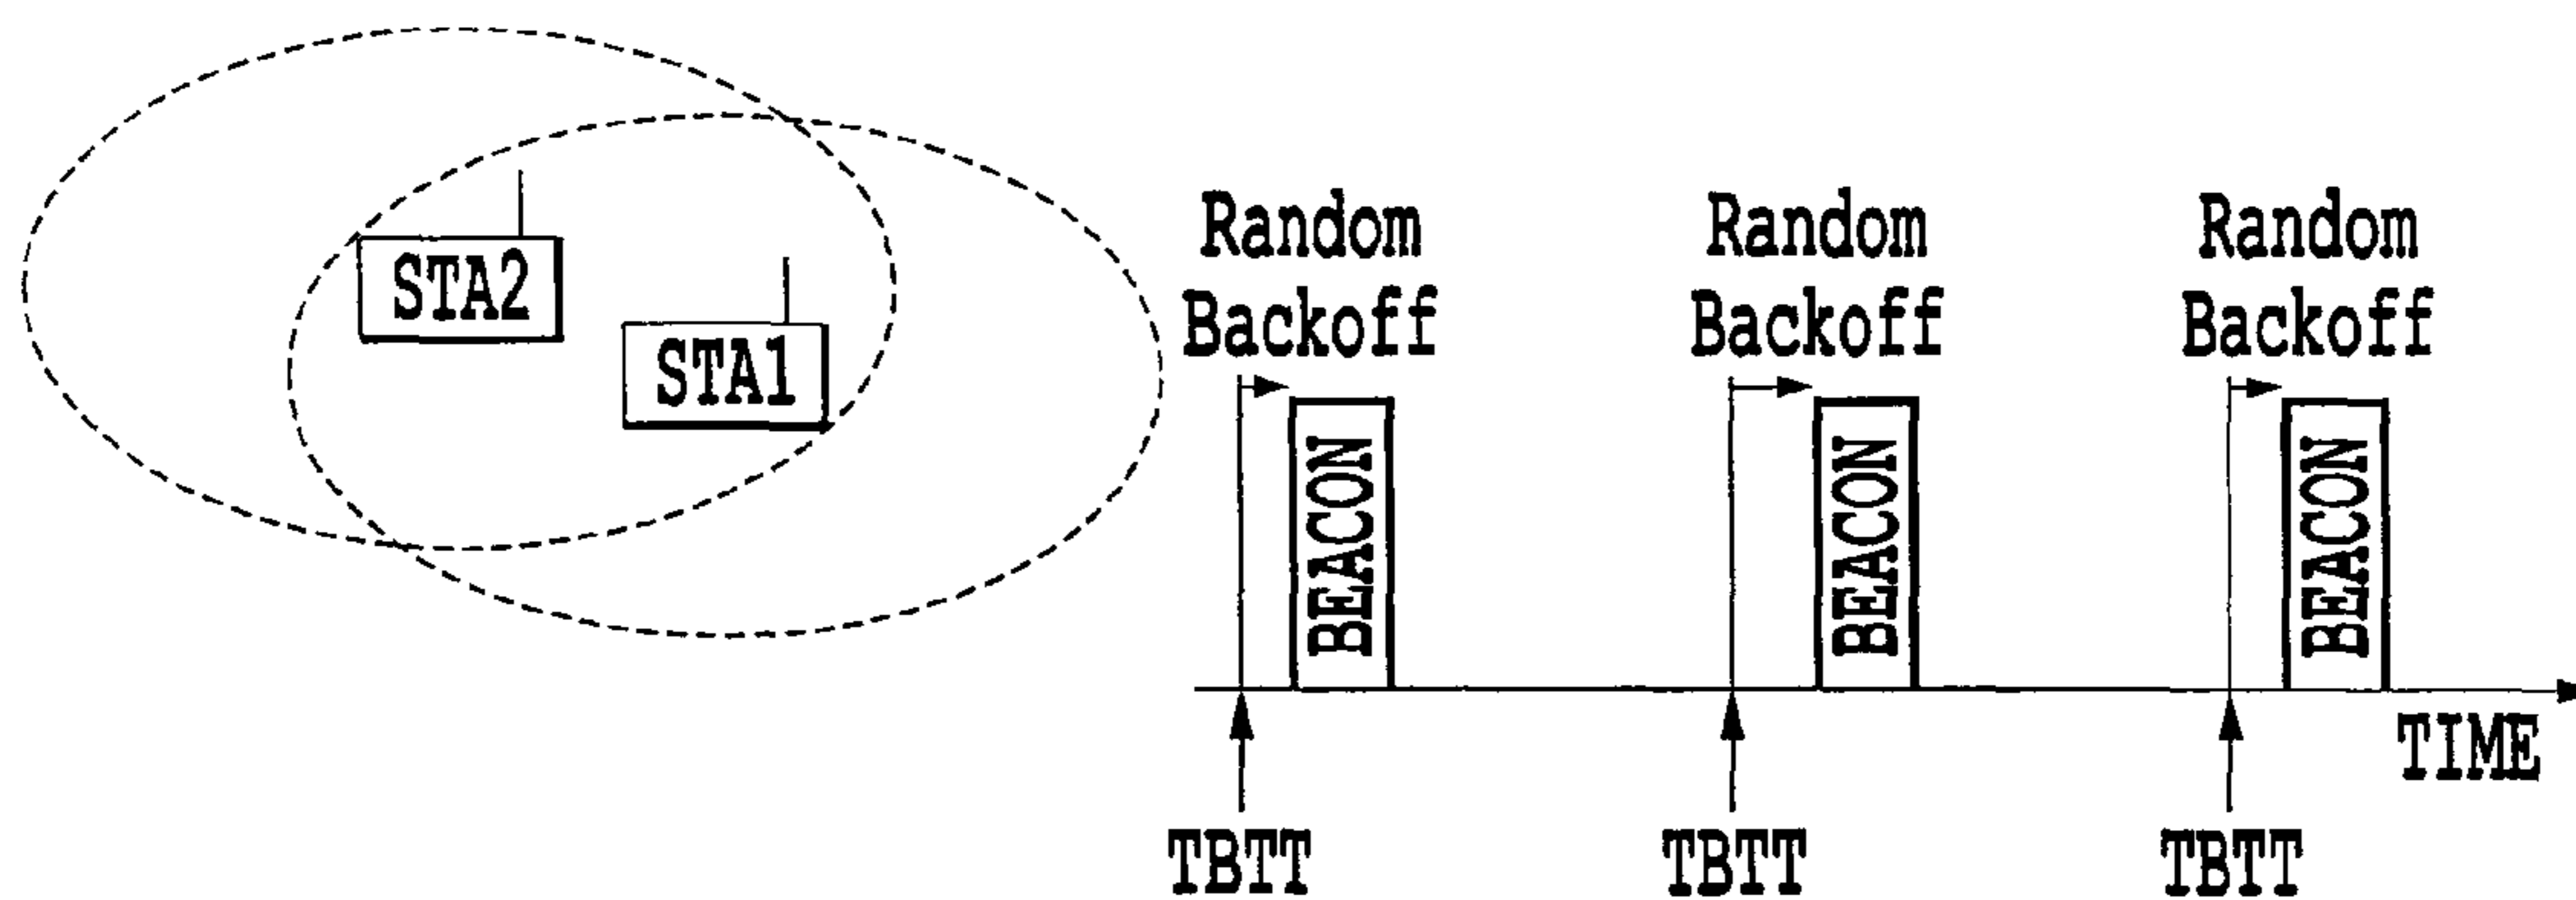 STA2
STA1
Random
Backoff
Random
Backoff
Random
Backoff
BEACON
BEACON
BEACON
TIME
TBTT
TBTT
TBTT